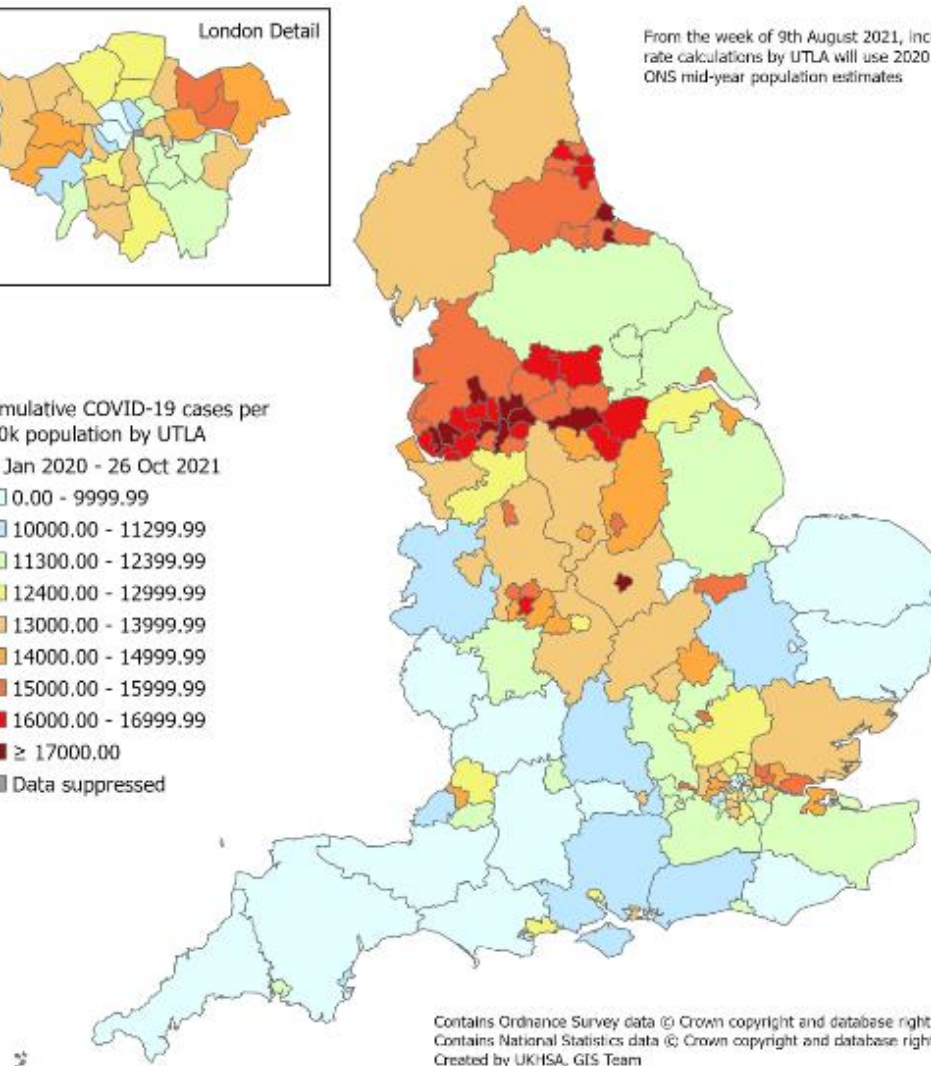 London Detail
From the week of 9th August 2021, inc
rate calculations by UTLA will use 2020
ONS mid-year population estimates
mulative COVID-19 cases per
0k population by UTLA
Jan 2020 - 26 Oct 2021
0.00 - 9999.99
10000.00 - 11299.99
11300.00 - 12399.99
12400.00 - 12999.99
13000.00 - 13999.99
14000.00 - 14999.99
15000.00 - 15999.99
16000.00 - 16999.99
≥ 17000.00
Data suppressed
Contains Ordnance Survey data © Crown copyright and database right
Contains National Statistics data © Crown copyright and database righ
Created by UKHSA, GIS Team